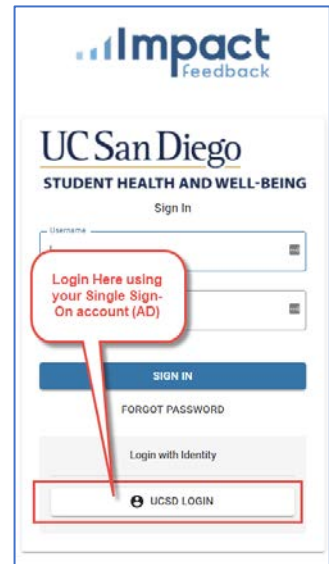 Impact
Feedback
UC San Diego
STUDENT HEALTH AND WELL-BEING
Sign In
Username
Login Here using
your Single Sign-
On account (AD)
SIGN IN
FORGOT PASSWORD
Login with Identity
UCSD LOGIN